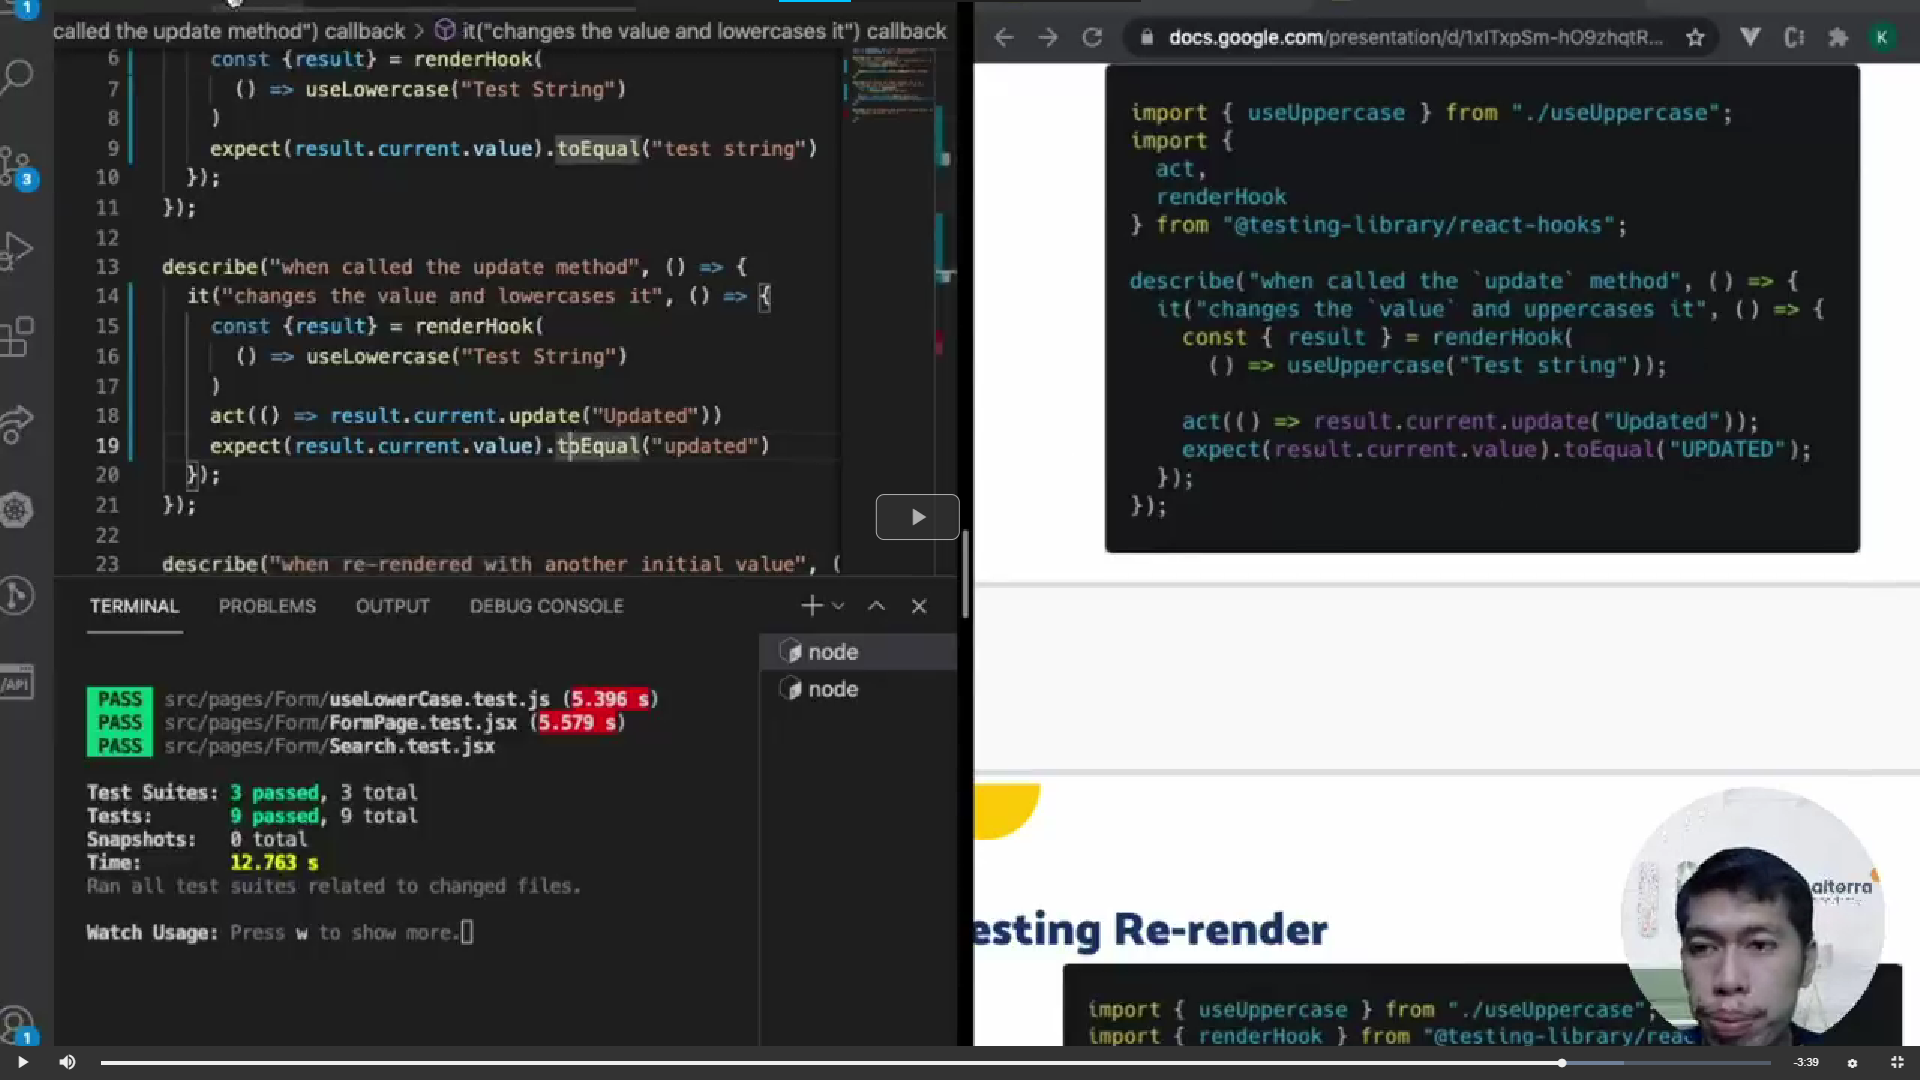 1
called the update method") callback > it("changes the value and lowercases it") callback
6 const {result} = renderHook(
7 () => useLowercase("Test String")
8 )
9 expect(result.current.value).toEqual("test string")
10 });
11 });
12
13 describe("when called the update method", () => {
14 it("changes the value and lowercases it", () => {
15 const {result} = renderHook(
16 () => useLowercase("Test String")
17 )
18 act(() => result.current.update("Updated"))
19 expect(result.current.value).toEqual("updated")
20 });
21 });
22
23 describe("when re-rendered with another initial value", (
3
/API
1
TERMINAL PROBLEMS OUTPUT DEBUG CONSOLE
node
node
PASS src/pages/Form/useLowerCase.test.js (5.396 s)
PASS src/pages/Form/FormPage.test.jsx (5.579 s)
PASS src/pages/Form/Search.test.jsx
Test Suites: 3 passed, 3 total
Tests: 9 passed, 9 total
Snapshots: 0 total
Time: 12.763 s
Ran all test suites related to changed files.
Watch Usage: Press w to show more.
docs.google.com/presentation/d/1xITxpSm-hO9zhqtR...
K
import { useUppercase } from "./useUppercase";
import {
act,
renderHook
} from "@testing-library/react-hooks";
describe("when called the `update` method", () => {
it("changes the `value` and uppercases it", () => {
const { result } = renderHook(
() => useUppercase("Test string"));
act(() => result.current.update("Updated"));
expect(result.current.value).toEqual("UPDATED");
});
});
esting Re-render
import { useUppercase } from "./useUppercase";
import { renderHook } from "@testing-library/reac
alterra
-3:39